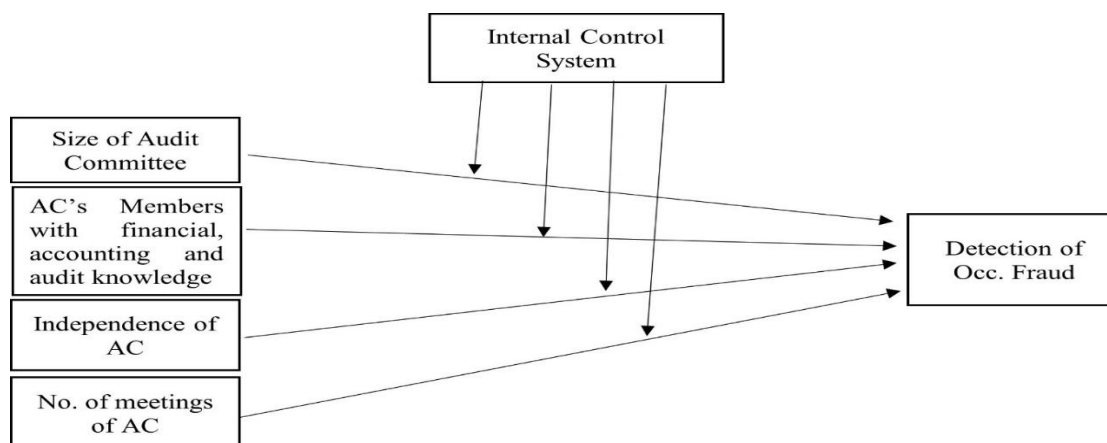 Internal Control
System
Size of Audit
Committee
AC's Members
with financial,
accounting and
audit knowledge
Independence of
AC
No. of meetings
of AC
Detection of
Occ. Fraud